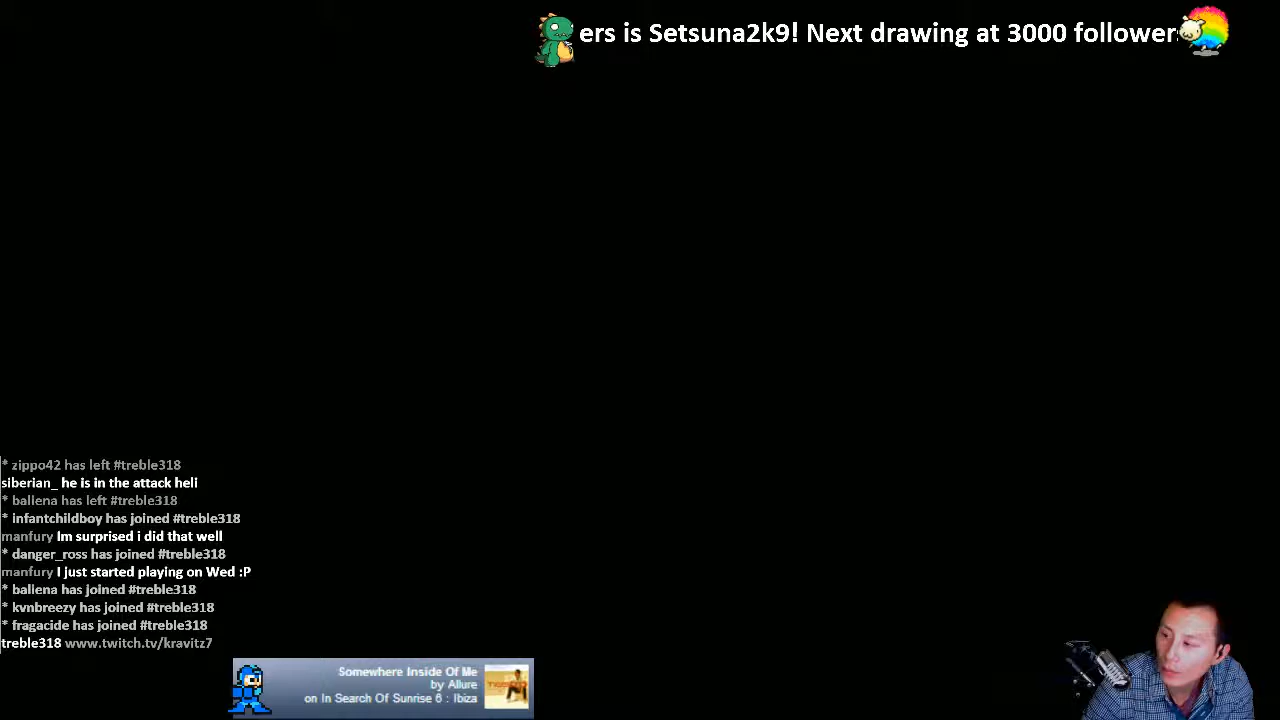 ers is Setsuna2k9! Next drawing at 3000 follower
* zippo42 has left #treble318
siberian_ he is in the attack heli
* ballena has left #treble318
* infantchildboy has joined #treble318
manfury Im surprised i did that well
* danger_ross has joined #treble318
manfury I just started playing on Wed :P
* ballena has joined #treble318
* kvnbreezy has joined #treble318
* fragacide has joined #treble318
treble318 www.twitch.tv/kravitz7
Somewhere Inside Of Me
by Allure
on In Search Of Sunrise 6 : Ibiza